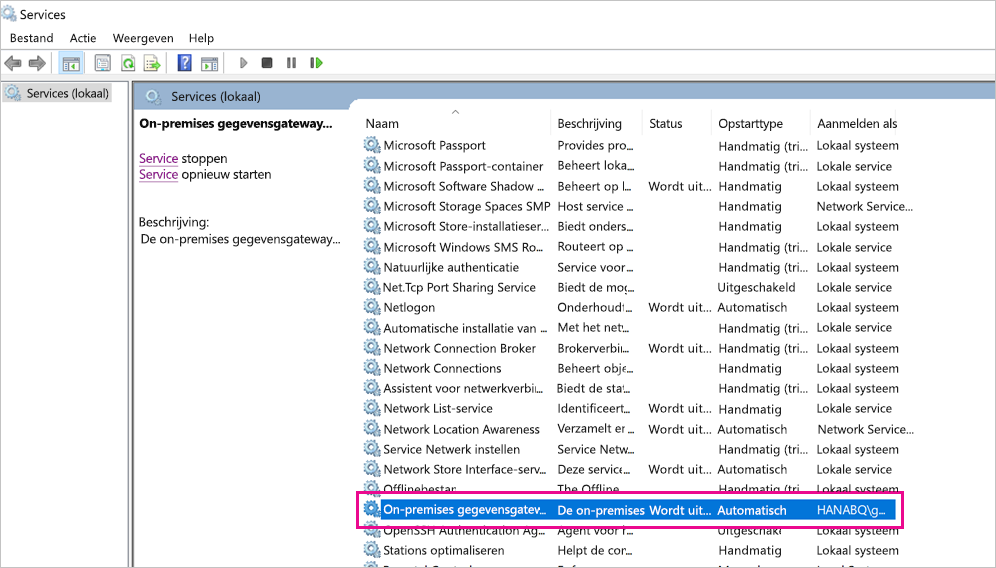 Services
Bestand Actie Weergeven Help
Services (lokaal)
Services (lokaal)
On-premises gegevensgateway...
Service stoppen
Service opnieuw starten
Beschrijving:
De on-premises gegevensgateway...
Naam Beschrijving Status Opstarttype Aanmelden als
Microsoft Passport Provides pro... Handmatig (tri... Lokaal systeem
Microsoft Passport-container Beheert loka... Handmatig (tri... Lokale service
Microsoft Software Shadow ... Beheert op l... Wordt uit... Handmatig Lokaal systeem
Microsoft Storage Spaces SMP Host service ... Handmatig Network Service...
Microsoft Store-installatieser... Biedt onders... Handmatig Lokaal systeem
Microsoft Windows SMS Ro... Routeert op ... Handmatig (tri... Lokale service
Natuurlijke authenticatie Service voor... Handmatig (tri... Lokaal systeem
Net.Tcp Port Sharing Service Biedt de mog... Uitgeschakeld Lokale service
Netlogon Onderhoudt... Wordt uit... Automatisch Lokaal systeem
Automatische installatie van ... Met het net... Handmatig (tri... Lokale service
Network Connection Broker Brokerverbin... Wordt uit... Handmatig (tri... Lokaal systeem
Network Connections Beheert obje... Handmatig Lokaal systeem
Assistent voor netwerkverbin... Biedt de stat... Handmatig (tri... Lokaal systeem
Network List-service Identificeert... Wordt uit... Handmatig Lokale service
Network Location Awareness Verzamelt er ... Wordt uit... Automatisch Network Service...
Service Netwerk instellen Service Netw... Handmatig (tri... Lokaal systeem
Network Store Interface-serv... Deze service... Wordt uit... Automatisch Lokale service
Offlinebestar The Offline Handmatig (tri... Lokaal systeem
On-premises gegevensgatev... De on-premises Wordt uit... Automatisch HANABQ\g...
OpenSSH Authentication Ag... Agent voor h... Uitgeschake Lokaal systeem
Stations optimaliseren Helpt de con... Handmatig Lokaal systeem